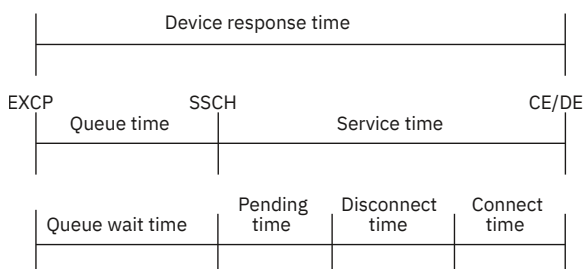 Device response time
EXCP SSCH CE/DE
Queue time Service time
Queue wait time Pending time Disconnect time Connect time